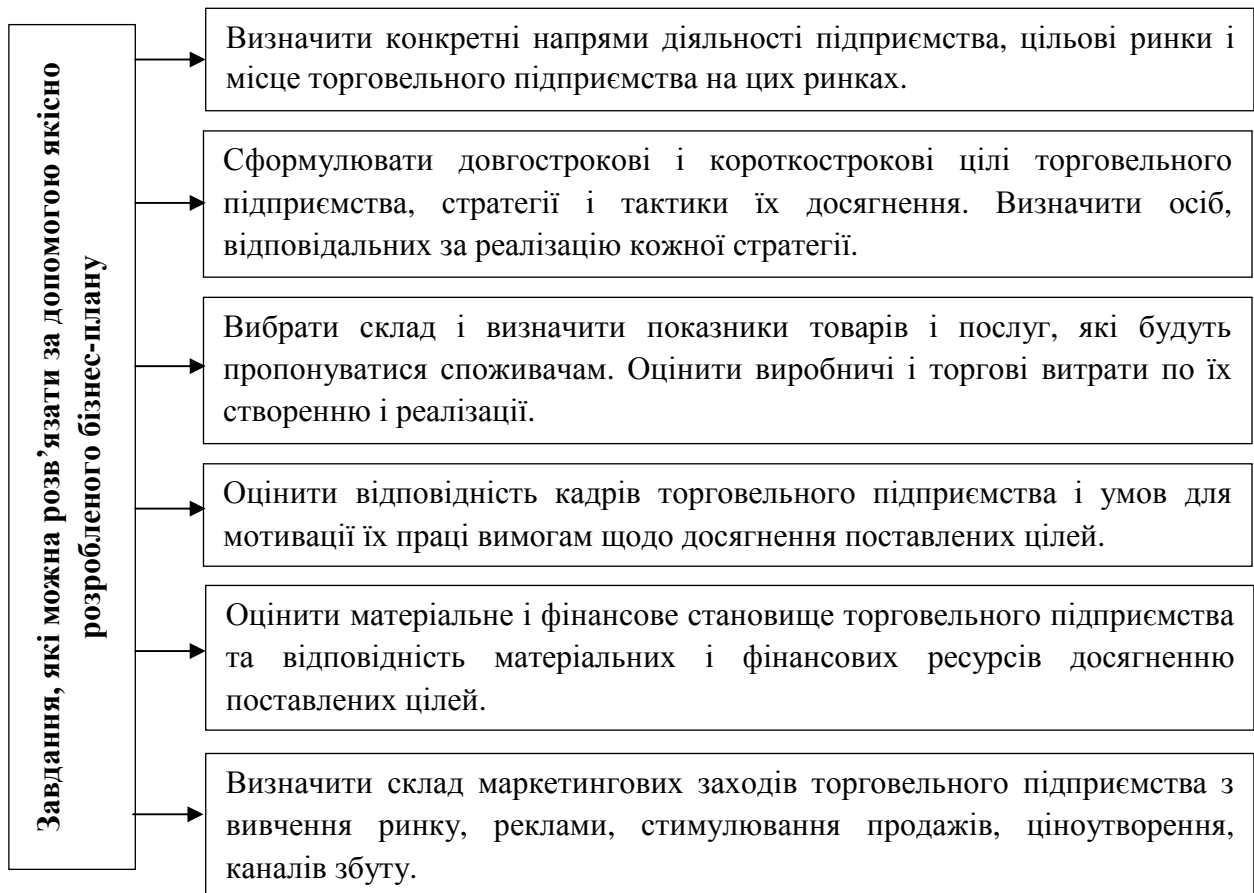 Завдання, які можна розв’язати за допомогою якісно
розробленого бізнес-плану
Визначити конкретні напрями діяльності підприємства, цільові ринки і
місце торговельного підприємства на цих ринках.
Сформулювати довгострокові і короткострокові цілі торговельного
підприємства, стратегії і тактики їх досягнення. Визначити осіб,
відповідальних за реалізацію кожної стратегії.
Вибрати склад і визначити показники товарів і послуг, які будуть
пропонуватися споживачам. Оцінити виробничі і торгові витрати по їх
створенню і реалізації.
Оцінити відповідність кадрів торговельного підприємства і умов для
мотивації їх праці вимогам щодо досягнення поставлених цілей.
Оцінити матеріальне і фінансове становище торговельного підприємства
та відповідність матеріальних і фінансових ресурсів досягненню
поставлених цілей.
Визначити склад маркетингових заходів торговельного підприємства з
вивчення ринку, реклами, стимулювання продажів, ціноутворення,
каналів збуту.